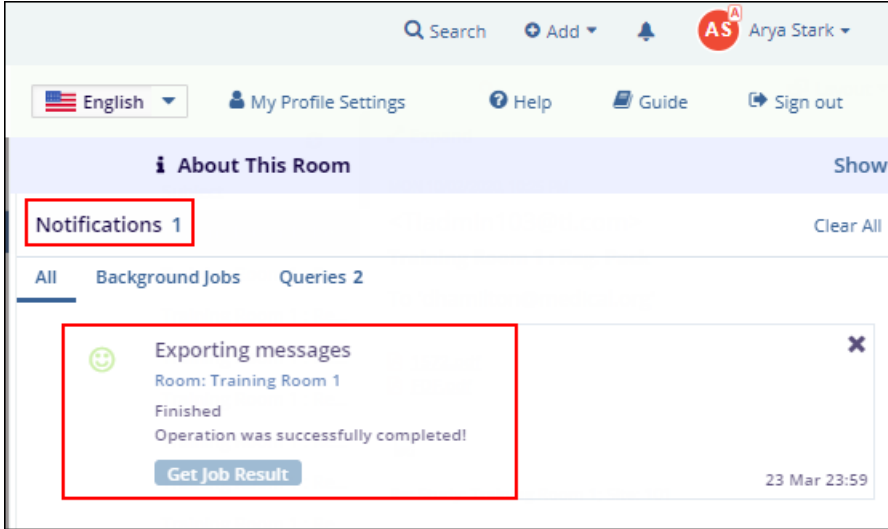 Search Add AS A Arya Stark
English My Profile Settings Help Guide Sign out
i About This Room Show
Notifications 1 Clear All
All Background Jobs Queries 2
Exporting messages
Room: Training Room 1
Finished
Operation was successfully completed!
Get Job Result
23 Mar 23:59